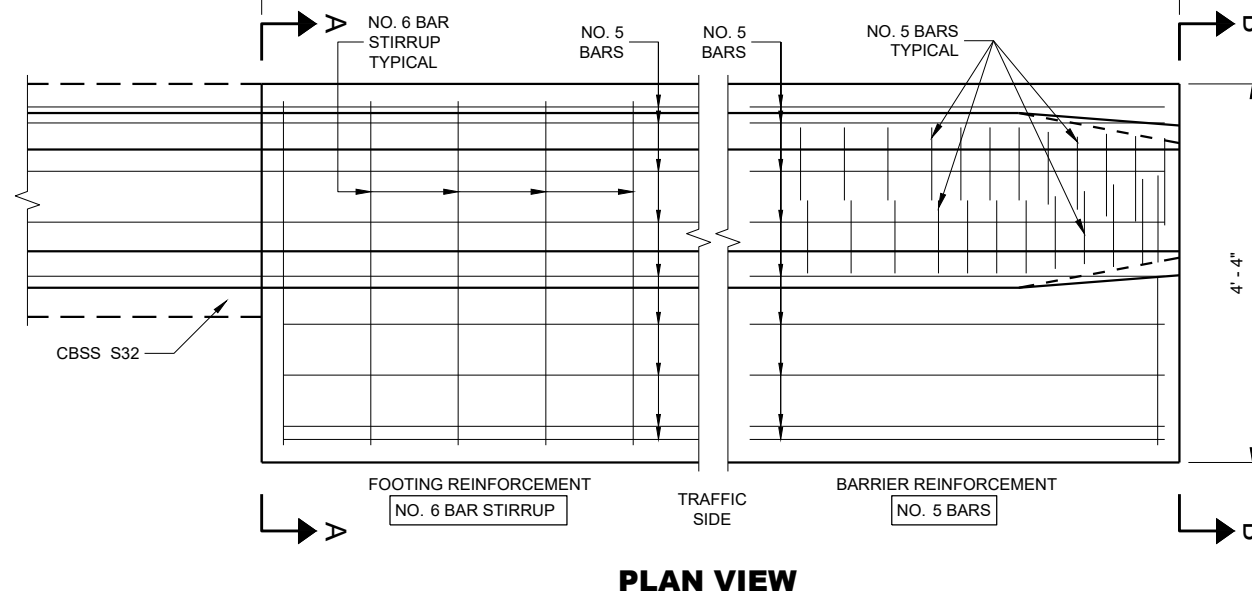 A
NO. 6 BAR
STIRRUP
TYPICAL
NO. 5
BARS
NO. 5
BARS
NO. 5 BARS
TYPICAL
4' - 4"
CBSS S32
FOOTING REINFORCEMENT
NO. 6 BAR STIRRUP
TRAFFIC
SIDE
BARRIER REINFORCEMENT
NO. 5 BARS
A
PLAN VIEW